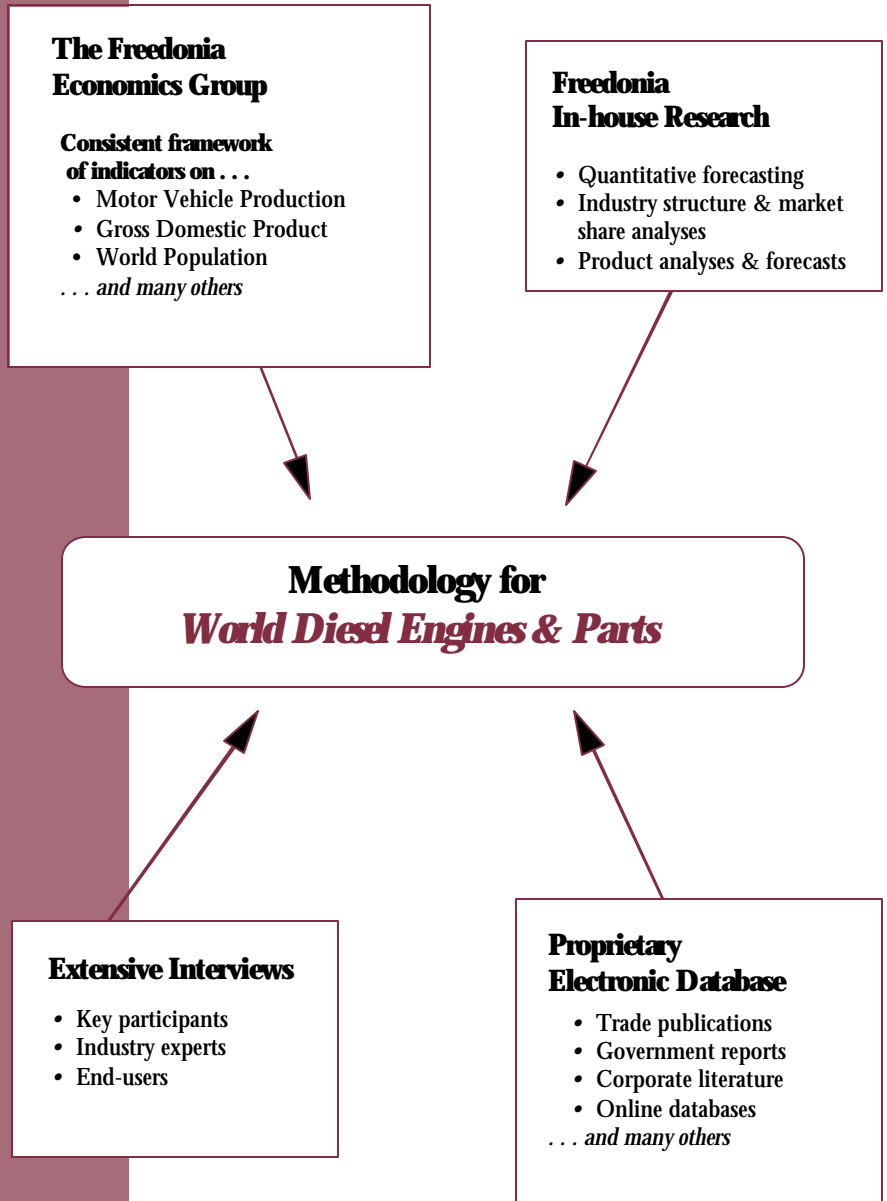 The Freedonia
Economics Group
Consistent framework
of indicators on . . .
• Motor Vehicle Production
• Gross Domestic Product
• World Population
. . . and many others
Freedonia
In-house Research
• Quantitative forecasting
• Industry structure & market
share analyses
• Product analyses & forecasts
Methodology for
World Diesel Engines & Parts
Extensive Interviews
• Key participants
• Industry experts
• End-users
Proprietary
Electronic Database
• Trade publications
• Government reports
• Corporate literature
• Online databases
. . . and many others